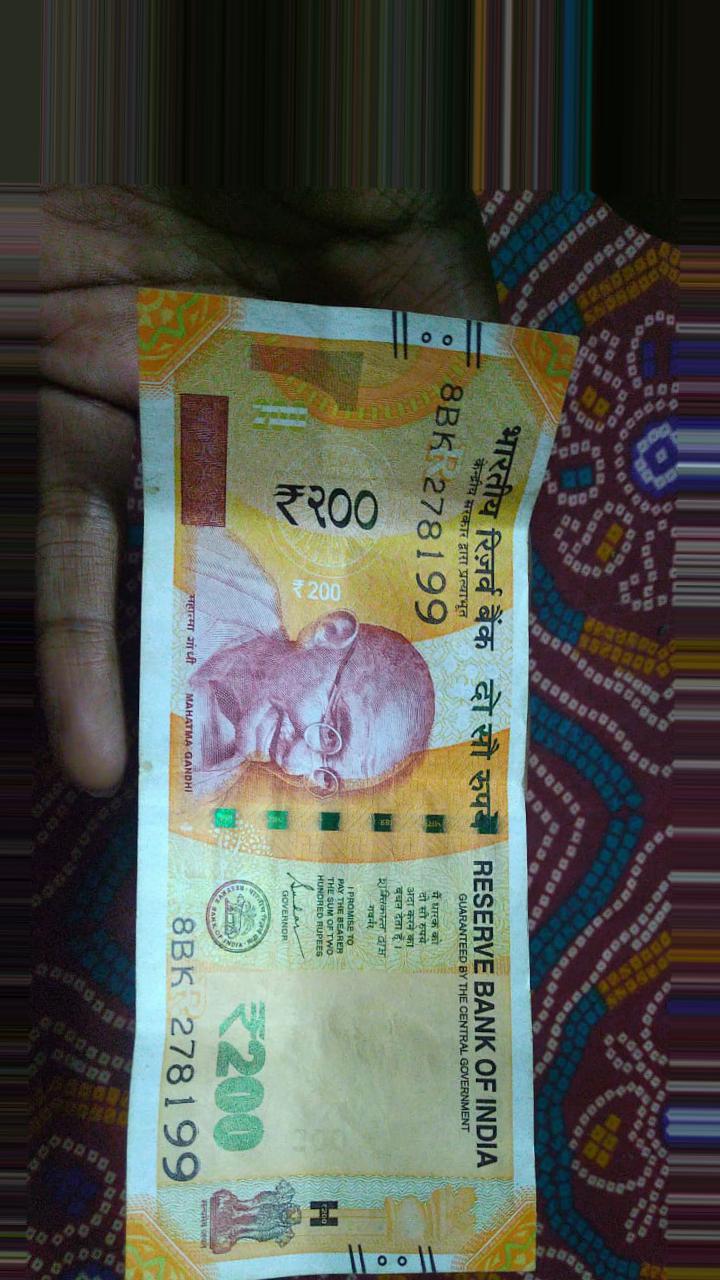 भारतीय रिज़र्व बैंक
केन्द्रीय सरकार द्वारा प्रत्याभूत
दो सौ रुपये
RESERVE BANK OF INDIA
GUARANTEED BY THE CENTRAL GOVERNMENT
8BK 278199
₹२००
₹ 200
महात्मा गांधी MAHATMA GANDHI
मैं धारक को
दो सौ रुपये
अदा करने का
वचन देता हूँ।
गवर्नर
I PROMISE TO
PAY THE BEARER
THE SUM OF TWO
HUNDRED RUPEES
GOVERNOR
₹200
8BK 278199